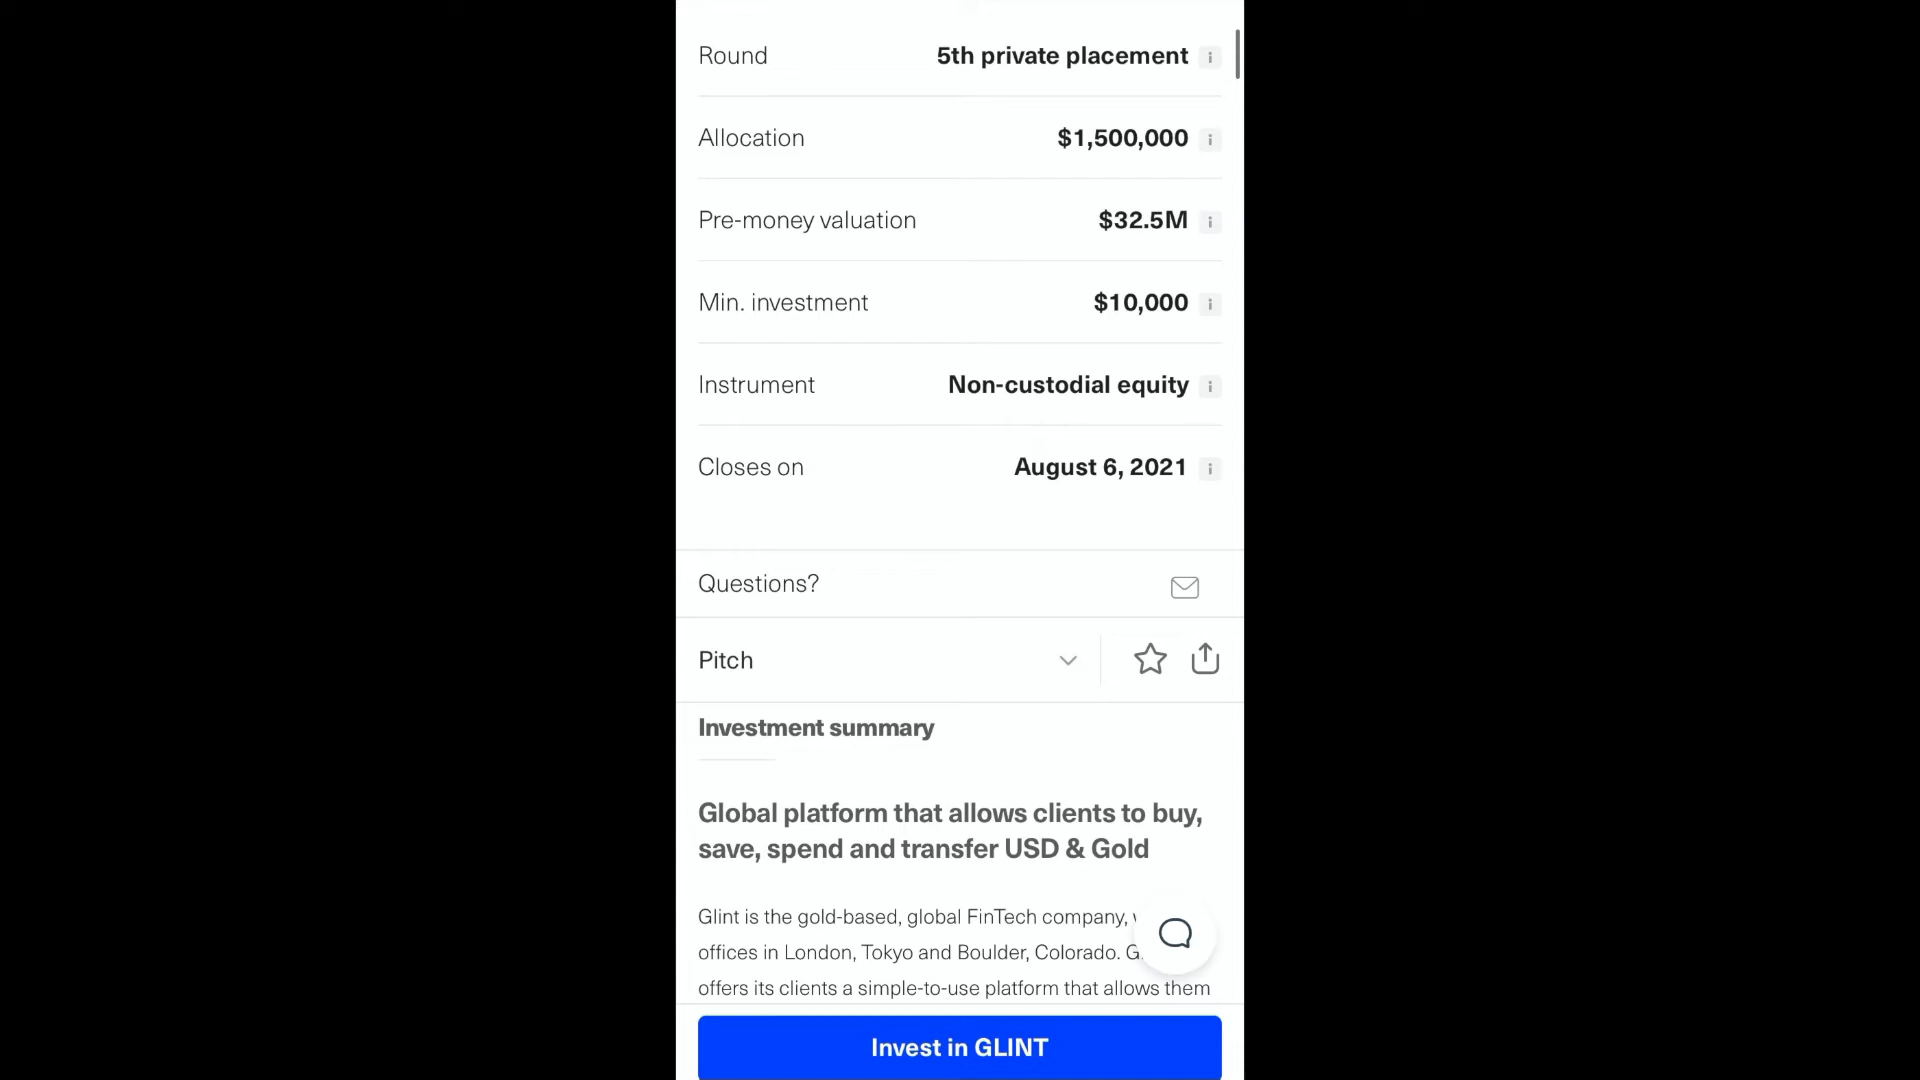 Round 5th private placement
Allocation $1,500,000
Pre-money valuation $32.5M
Min. investment $10,000
Instrument Non-custodial equity
Closes on August 6, 2021
Questions?
Pitch
Investment summary
Global platform that allows clients to buy,
save, spend and transfer USD & Gold
Glint is the gold-based, global FinTech company,
offices in London, Tokyo and Boulder, Colorado.
offers its clients a simple-to-use platform that allows them
Invest in GLINT